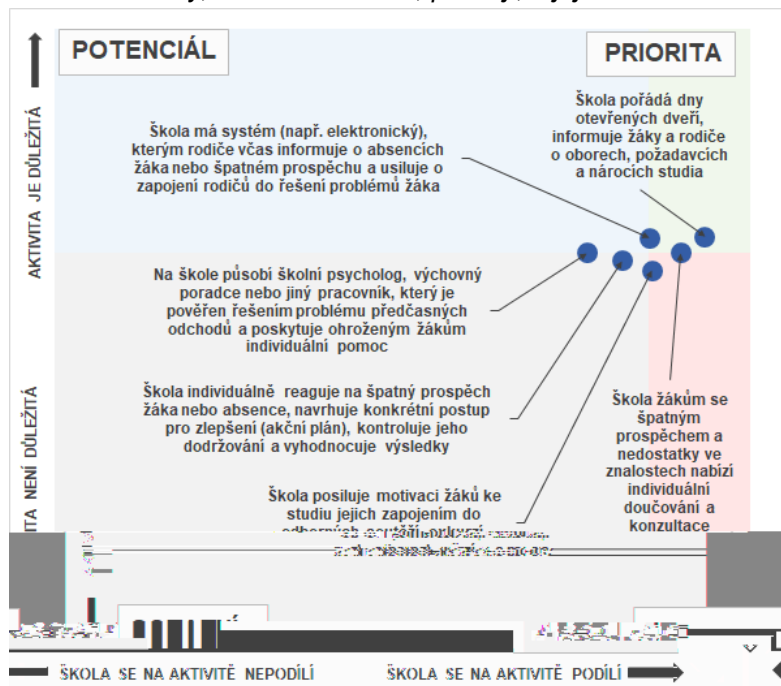 POTENCIÁL
PRIORITA
AKTIVITA JE DŮLEŽITÁ
Škola pořádá dny
otevřených dveří,
informuje žáky a rodiče
o oborech, požadavcích
a nárocích studia
Škola má systém (např. elektronický),
kterým rodiče včas informuje o absencích
žáka nebo špatném prospěchu a usiluje o
zapojení rodičů do řešení problémů žáka
Na škole působí školní psycholog, výchovný
poradce nebo jiný pracovník, který je
pověřen řešením problému předčasných
odchodů a poskytuje ohroženým žákům
individuální pomoc
Škola individuálně reaguje na špatný prospěch
žáka nebo absence, navrhuje konkrétní postup
pro zlepšení (akční plán), kontroluje jeho
dodržování a vyhodnocuje výsledky
Škola žákům se
špatným
prospěchem a
nedostatky ve
znalostech nabízí
individuální
doučování a
konzultace
Škola posiluje motivaci žáků ke
studiu jejich zapojením do
NENÍ DŮLEŽITÁ
ŠKOLA SE NA AKTIVITĚ NEPODÍLÍ
ŠKOLA SE NA AKTIVITĚ PODÍLÍ